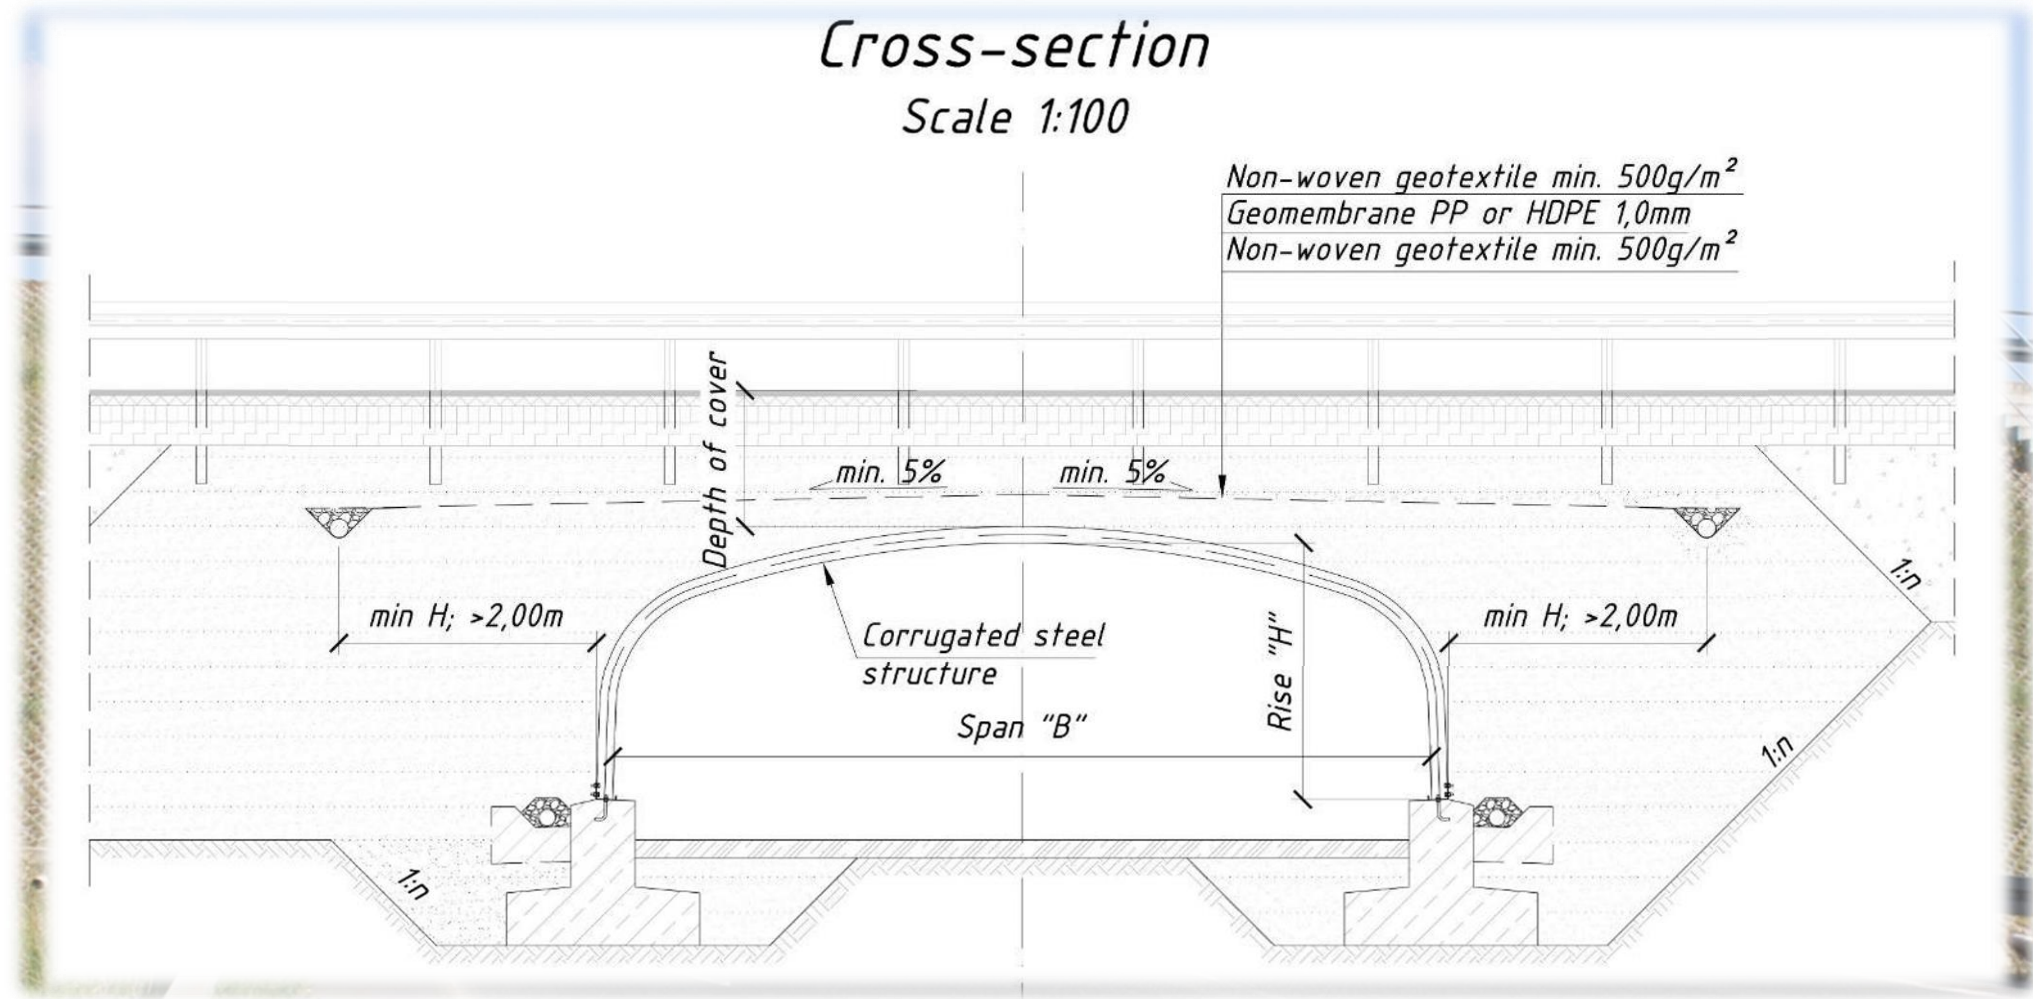 Cross-section
Scale 1:100
Non-woven geotextile min. 500g/m²
Geomembrane PP or HDPE 1,0mm
Non-woven geotextile min. 500g/m²
Depth of cover
min. 5%
min. 5%
1:n
min H; >2,00m
min H; >2,00m
Corrugated steel
structure
Rise "H"
Span "B"
1:n
1:n